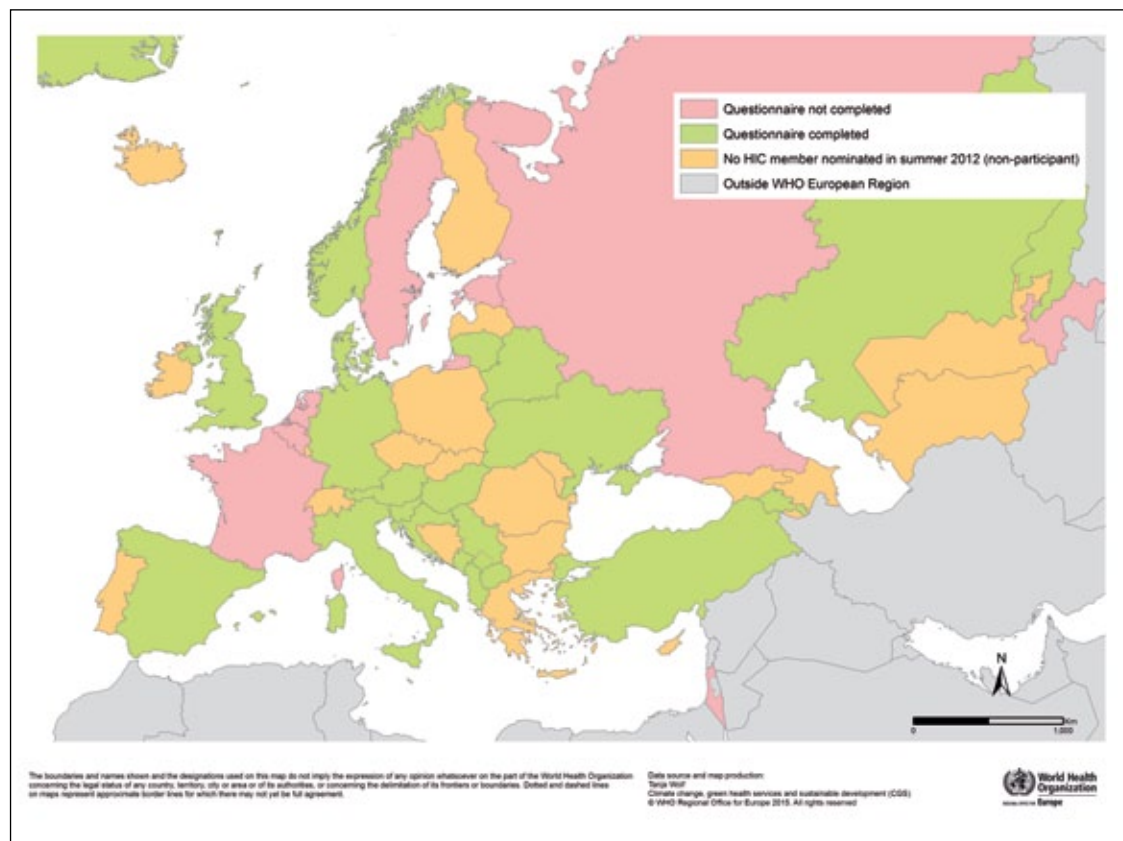 Questionnaire not completed
Questionnaire completed
No HIC member nominated in summer 2012 (non-participant)
Outside WHO European Region
N
Km
0
1,000
The boundaries and names shown and the designations used on this map do not imply the expression of any opinion whatsoever on the part of the World Health Organization
concerning the legal status of any country, territory, city or area or of its authorities, or concerning the delimitation of its frontiers or boundaries. Dotted and dashed lines
on maps represent approximate border lines for which there may not yet be full agreement.
Data source and map production:
Tanja Wolf
Climate change, green health services and sustainable development (CGS)
© WHO Regional Office for Europe 2015. All rights reserved
World Health
Organization
Europe